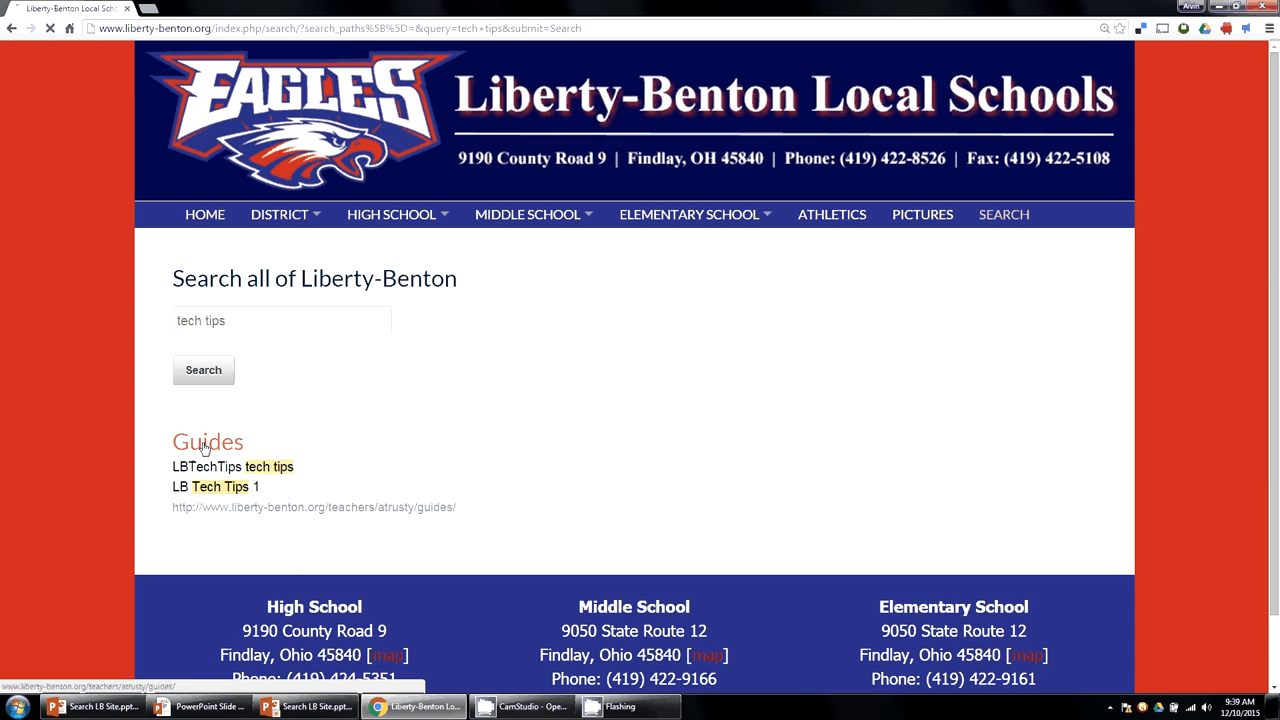 Liberty-Benton Local Scho
Alvin
www.liberty-benton.org/index.php/search/?search_paths%5B%5D=&query=tech+tips&submit=Search
EAGLES
Liberty-Benton Local Schools
9190 County Road 9 | Findlay, OH 45840 | Phone: (419) 422-8526 | Fax: (419) 422-5108
HOME DISTRICT HIGH SCHOOL MIDDLE SCHOOL ELEMENTARY SCHOOL ATHLETICS PICTURES SEARCH
Search all of Liberty-Benton
tech tips
Search
Guides
LBTechTips tech tips
LB Tech Tips 1
http://www.liberty-benton.org/teachers/atrusty/guides/
High School Middle School Elementary School
9190 County Road 9 9050 State Route 12 9050 State Route 12
Findlay, Ohio 45840 [map] Findlay, Ohio 45840 [map] Findlay, Ohio 45840 [map]
Phone: (419) 424-5351 Phone: (419) 422-9166 Phone: (419) 422-9161
www.liberty-benton.org/teachers/atrusty/guides/
Search LB Site.ppt... PowerPoint Slide ... Search LB Site.ppt... Liberty-Benton Lo... CamStudio - Ope... Flashing
9:39 AM
12/10/2015